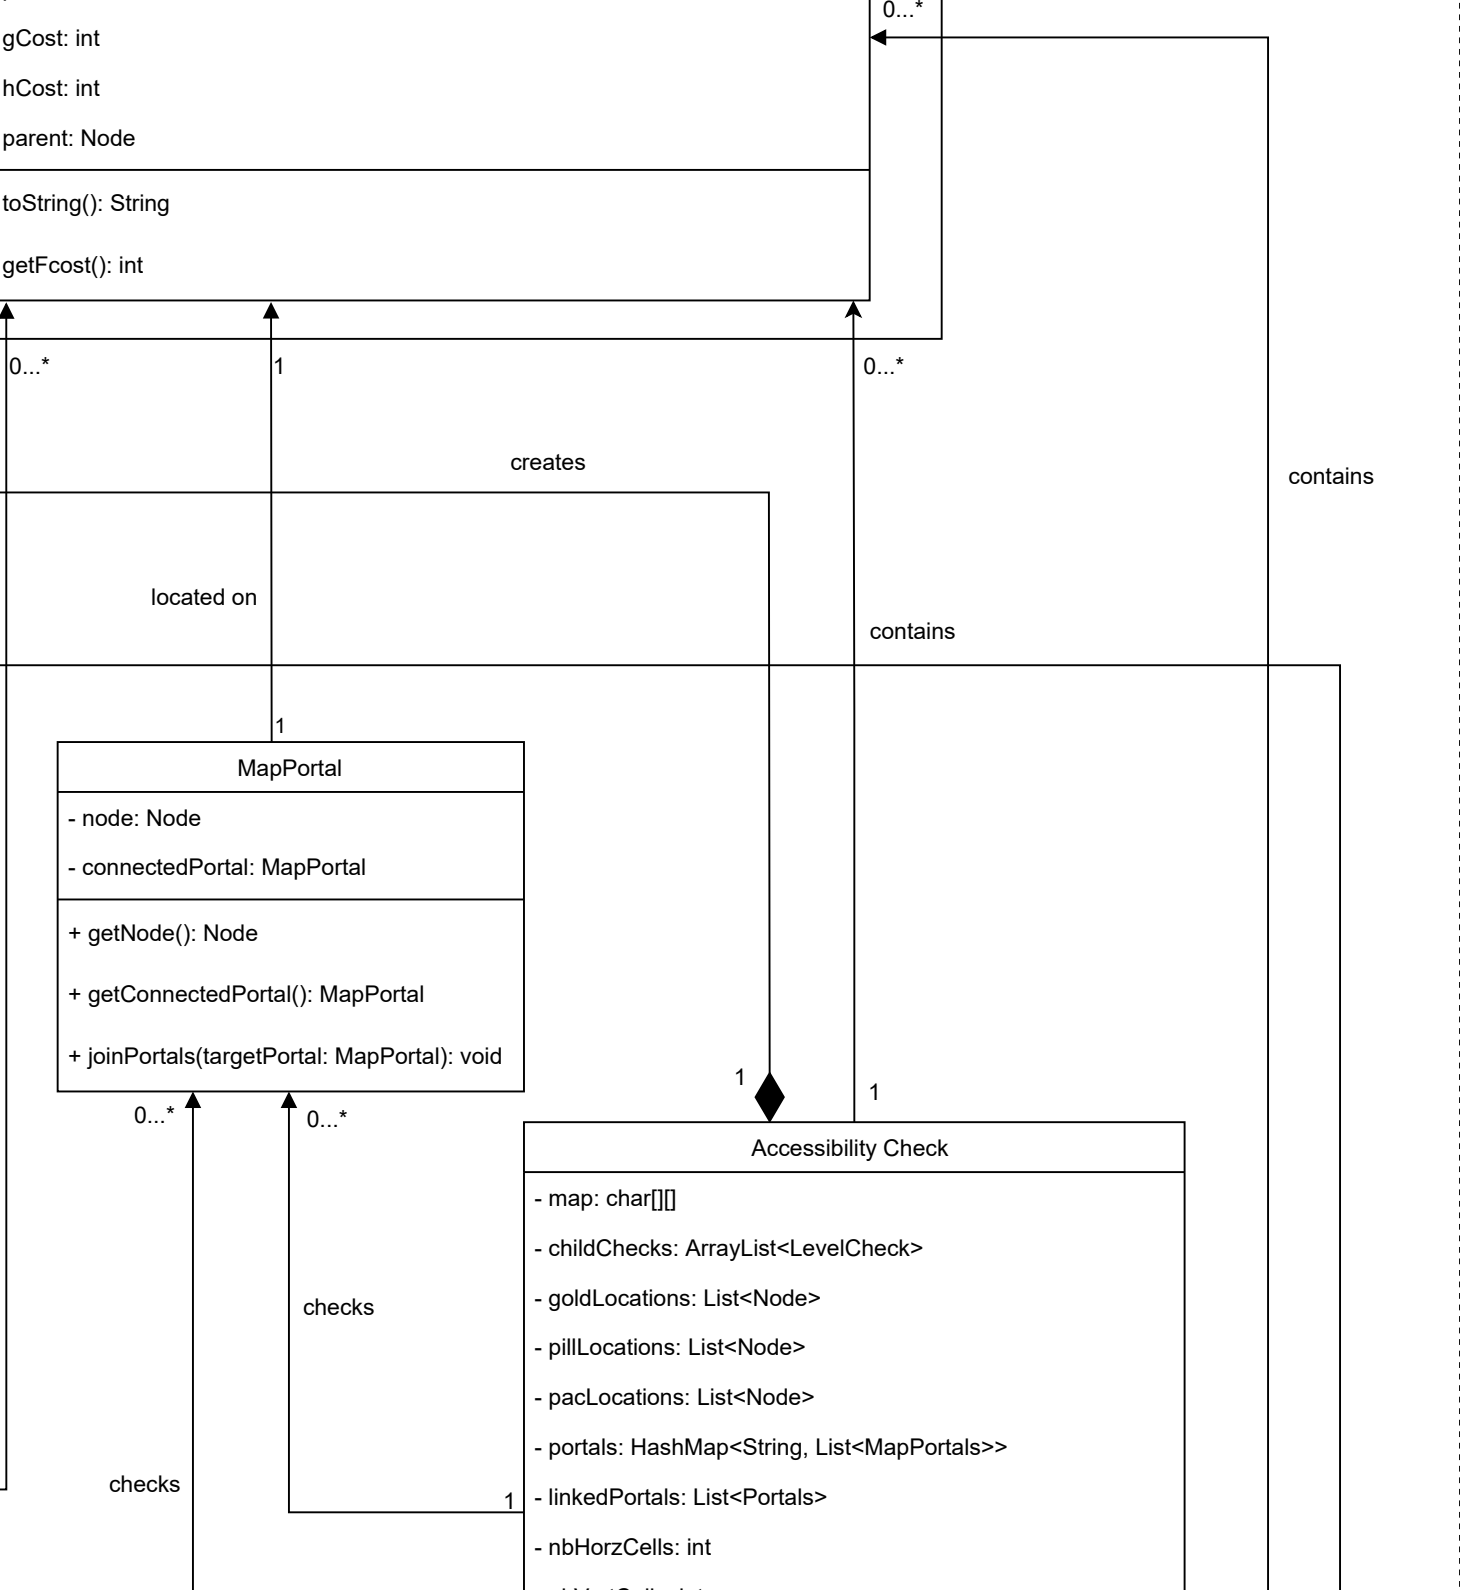 0...*
gCost: int
hCost: int
parent: Node
toString(): String
getFcost(): int
0...*
1
0...*
creates
contains
located on
contains
1
MapPortal
- node: Node
- connectedPortal: MapPortal
+ getNode(): Node
+ getConnectedPortal(): MapPortal
+ joinPortals(targetPortal: MapPortal): void
1
1
0...*
0...*
Accessibility Check
- map: char[][]
- childChecks: ArrayList<LevelCheck>
- goldLocations: List<Node>
checks
- pillLocations: List<Node>
- pacLocations: List<Node>
- portals: HashMap<String, List<MapPortals>>
checks
1
- linkedPortals: List<Portals>
- nbHorzCells: int